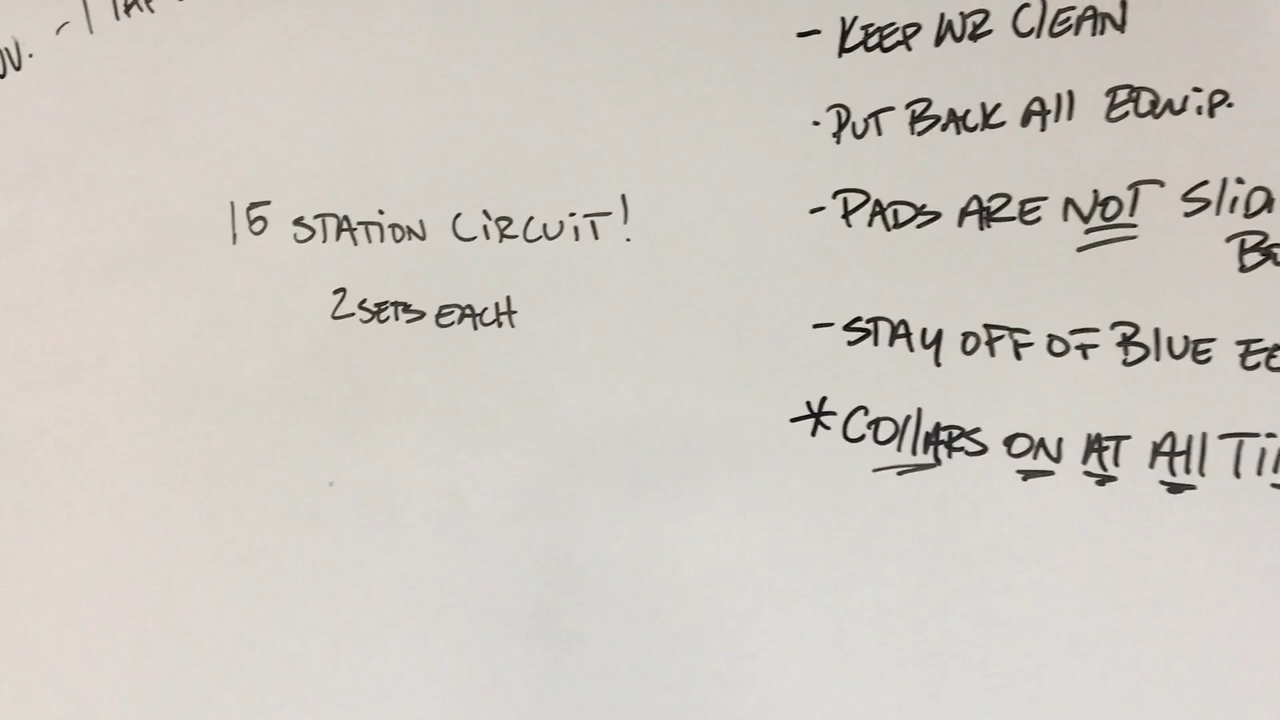 - KEEP WR CLEAN
· PUT BACK All EQUiP.
- PADS ARE NOT
- STAY OFF OF BlUE
* COllARS ON AT All
15 STATiON CiRCUiT!
2 SETS EACH